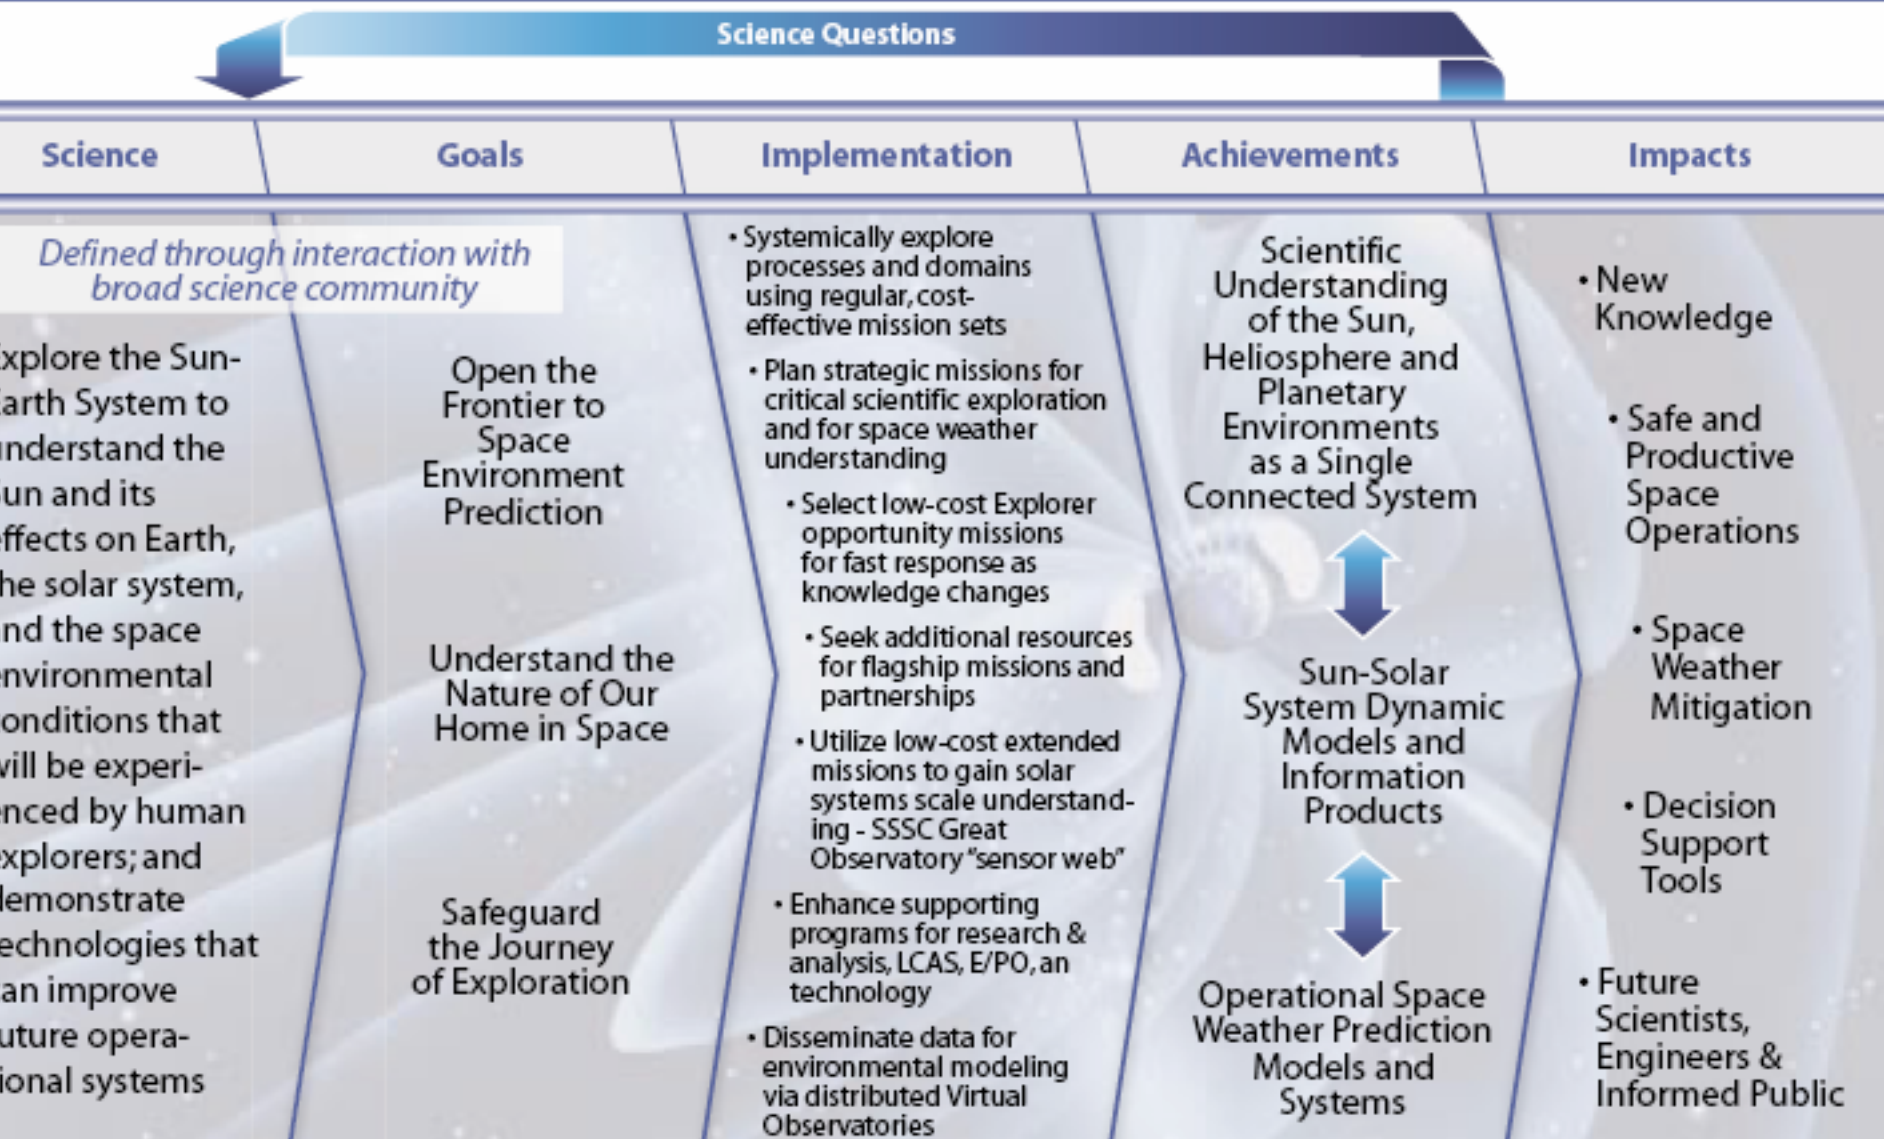 Science Questions
Science
Goals
Implementation
Achievements
Impacts
Defined through interaction with
broad science community
xplore the Sun-
arth System to
understand the
un and its
effects on Earth,
he solar system,
nd the space
environmental
onditions that
will be experi-
enced by human
explorers; and
demonstrate
echnologies that
an improve
uture opera-
ional systems
Open the
Frontier to
Space
Environment
Prediction
Understand the
Nature of Our
Home in Space
Safeguard
the Journey
of Exploration
• Systemically explore
processes and domains
using regular, cost-
effective mission sets
• Plan strategic missions for
critical scientific exploration
and for space weather
understanding
• Select low-cost Explorer
opportunity missions
for fast response as
knowledge changes
• Seek additional resources
for flagship missions and
partnerships
• Utilize low-cost extended
missions to gain solar
systems scale understand-
ing - SSSC Great
Observatory "sensor web"
• Enhance supporting
programs for research &
analysis, LCAS, E/PO, an
technology
• Disseminate data for
environmental modeling
via distributed Virtual
Observatories
Scientific
Understanding
of the Sun,
Heliosphere and
Planetary
Environments
as a Single
Connected System
Sun-Solar
System Dynamic
Models and
Information
Products
Operational Space
Weather Prediction
Models and
Systems
• New
Knowledge
• Safe and
Productive
Space
Operations
• Space
Weather
Mitigation
• Decision
Support
Tools
• Future
Scientists,
Engineers &
Informed Public